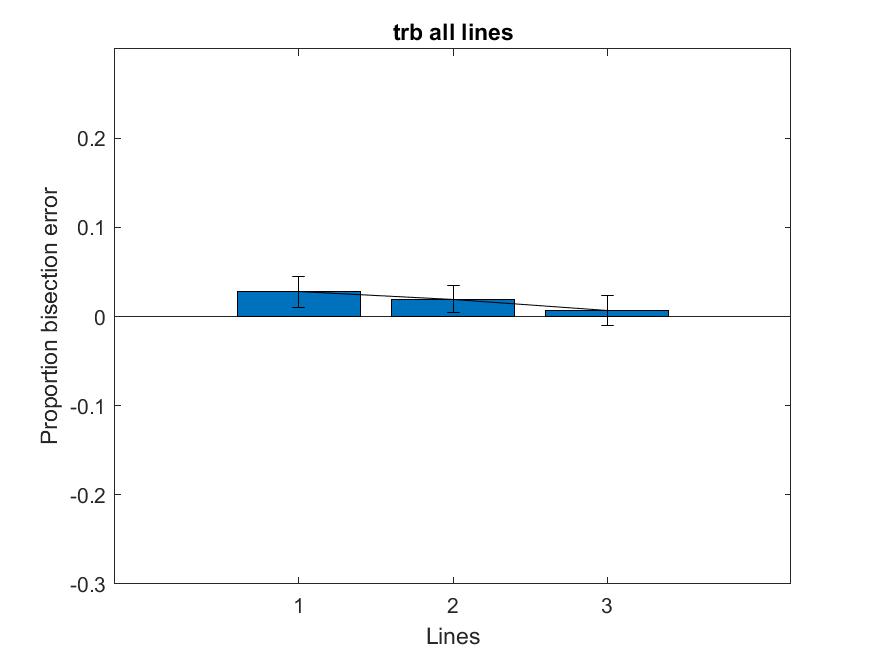 trb all lines
Proportion bisection error
0.2
0.1
0
-0.1
-0.2
-0.3
1 2 3
Lines